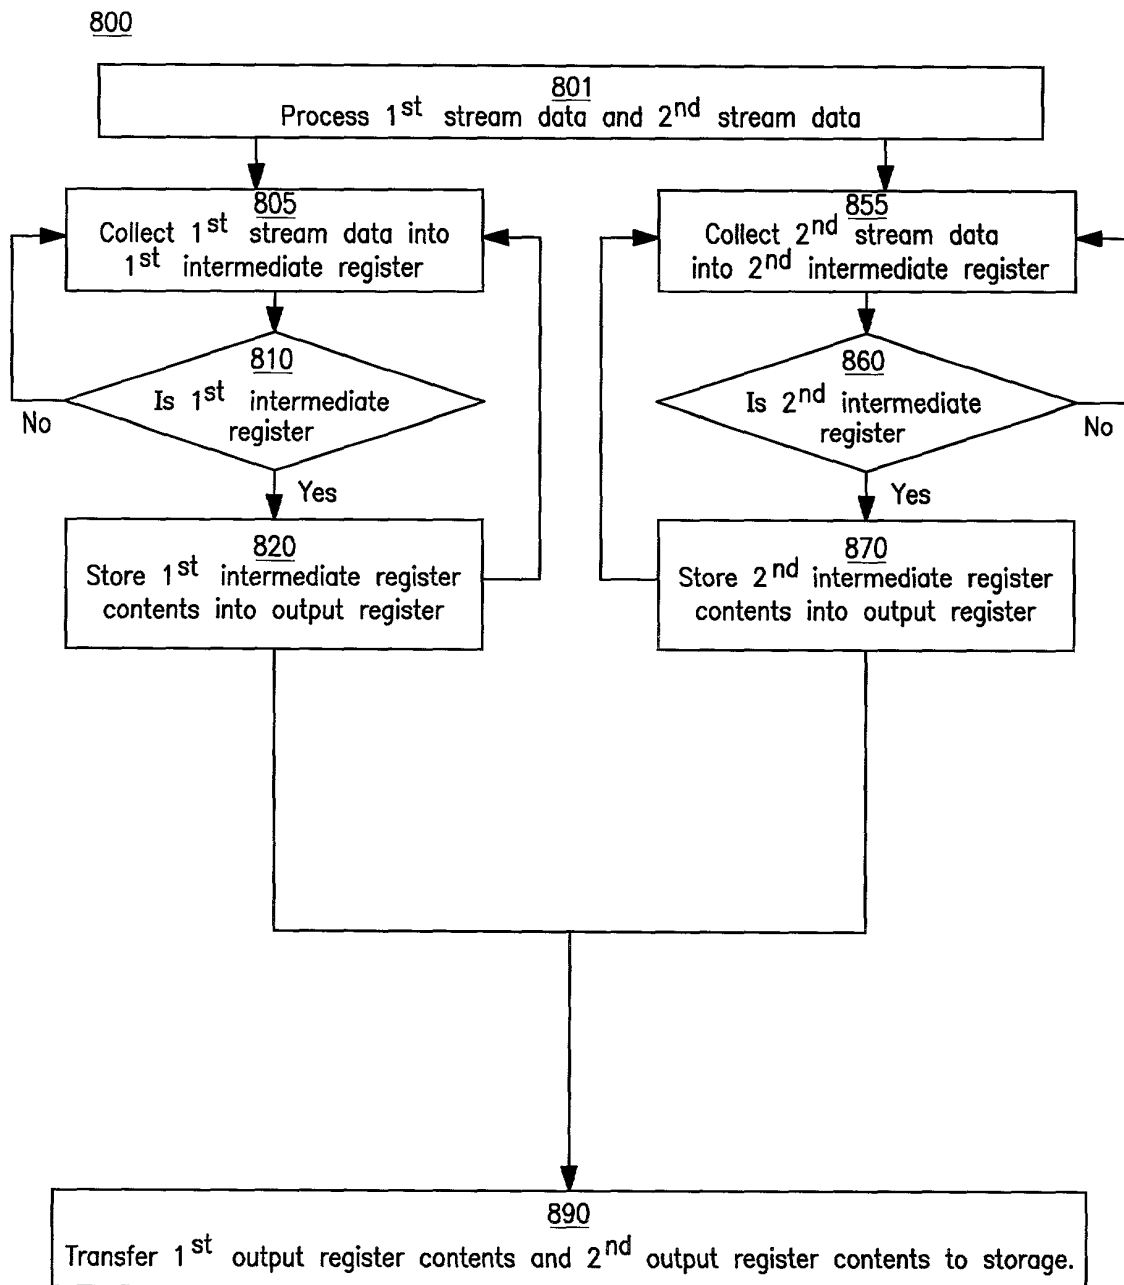 800
801
Process 1st stream data and 2nd stream data
805
Collect 1st stream data into
1st intermediate register
855
Collect 2nd stream data
into 2nd intermediate register
810
Is 1st intermediate
register
No
Yes
860
Is 2nd intermediate
register
No
Yes
820
Store 1st intermediate register
contents into output register
870
Store 2nd intermediate register
contents into output register
890
Transfer 1st output register contents and 2nd output register contents to storage.